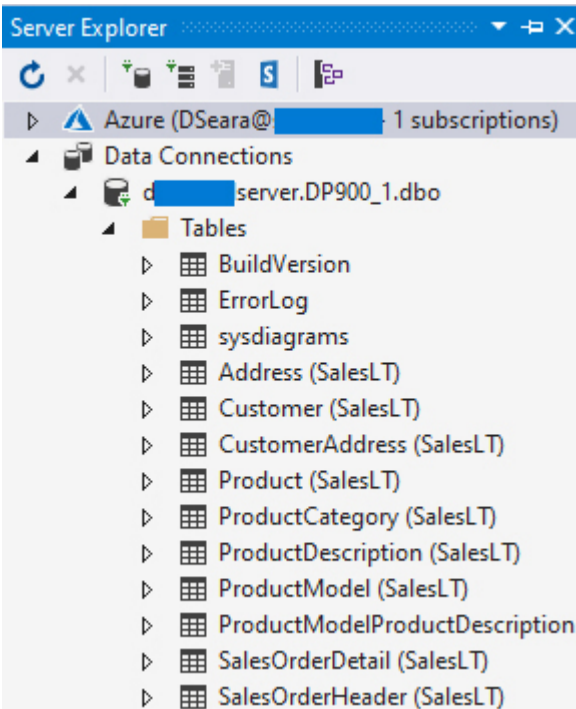 Server Explorer
Azure (DSeara@ - 1 subscriptions)
Data Connections
d server.DP900_1.dbo
Tables
BuildVersion
ErrorLog
sysdiagrams
Address (SalesLT)
Customer (SalesLT)
CustomerAddress (SalesLT)
Product (SalesLT)
ProductCategory (SalesLT)
ProductDescription (SalesLT)
ProductModel (SalesLT)
ProductModelProductDescription
SalesOrderDetail (SalesLT)
SalesOrderHeader (SalesLT)